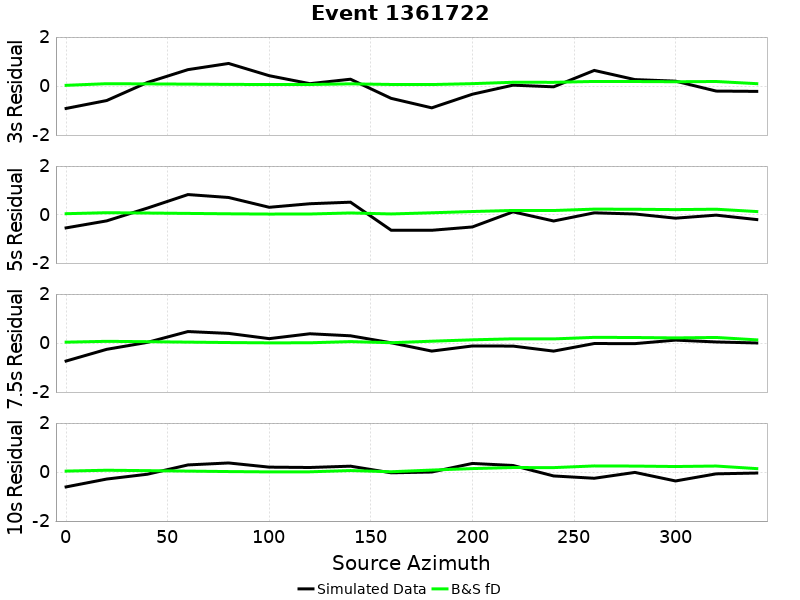 Event 1361722
3s Residual
2
0
-2
5s Residual
2
0
-2
7.5s Residual
2
0
-2
10s Residual
2
0
-2
0 50 100 150 200 250 300
Source Azimuth
Simulated Data B&S fD